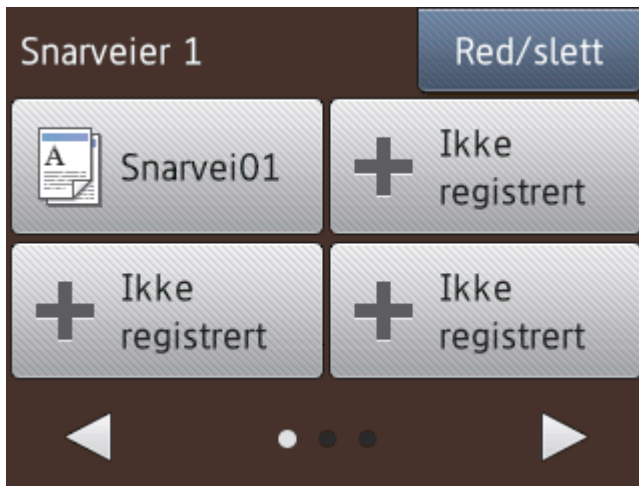 Snarveier 1
Red/slett
Snarvei01
Ikke
registrert
Ikke
registrert
Ikke
registrert